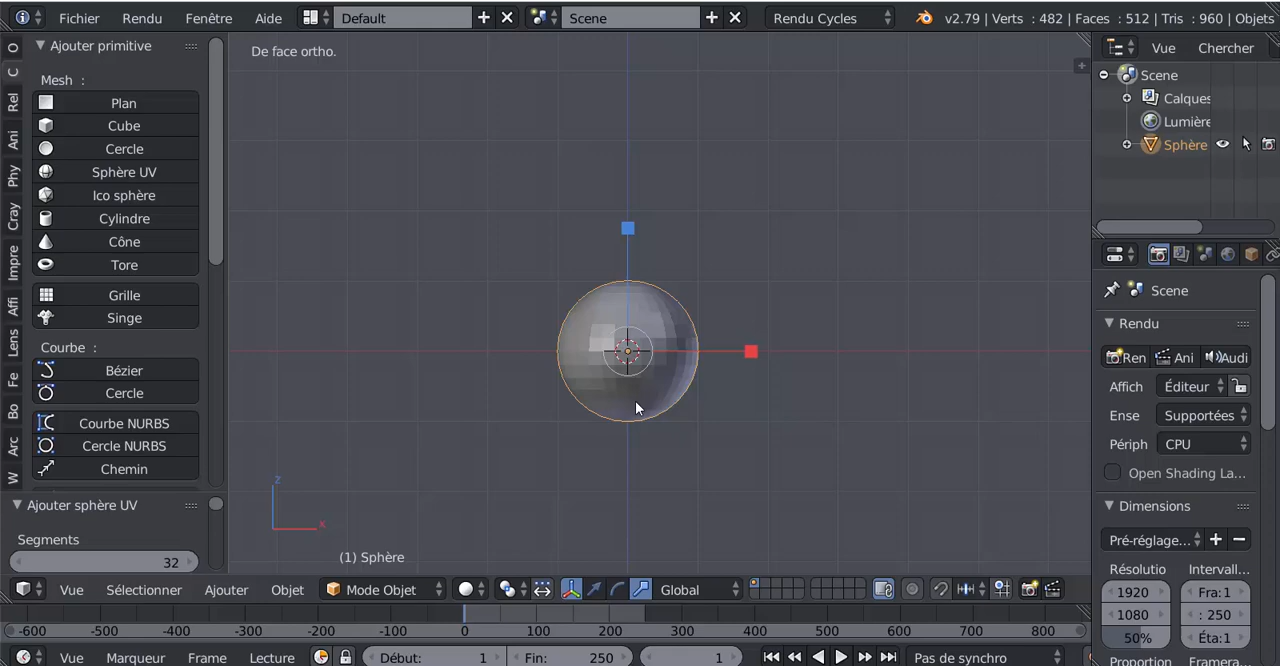 Fichier Rendu Fenêtre Aide Default Scene Rendu Cycles v2.79 | Verts : 482 | Faces : 512 | Tris : 960 | Objets
O
C
Rel
Ani
Phy
Cray
Impre
Affi
Lens
Fe
Bo
Arc
W
Ajouter primitive
Mesh :
Plan
Cube
Cercle
Sphère UV
Ico sphère
Cylindre
Cône
Tore
Grille
Singe
Courbe :
Bézier
Cercle
Courbe NURBS
Cercle NURBS
Chemin
Ajouter sphère UV
Segments
32
De face ortho.
z
x
(1) Sphère
Vue Sélectionner Ajouter Objet Mode Objet Global
-600 -500 -400 -300 -200 -100 0 100 200 300 400 500 600 700 800
Vue Marqueur Frame Lecture Début: 1 Fin: 250 1 Pas de synchro
Vue Chercher
Scene
Calques
Lumière
Sphère
Scene
Rendu
Ren Ani Audi
Affich Éditeur
Ense Supportées
Périph CPU
Open Shading La...
Dimensions
Pré-réglage...
Résolutio Intervall...
1920 Fra:1
1080 : 250
50% Éta:1
Proportion Framera